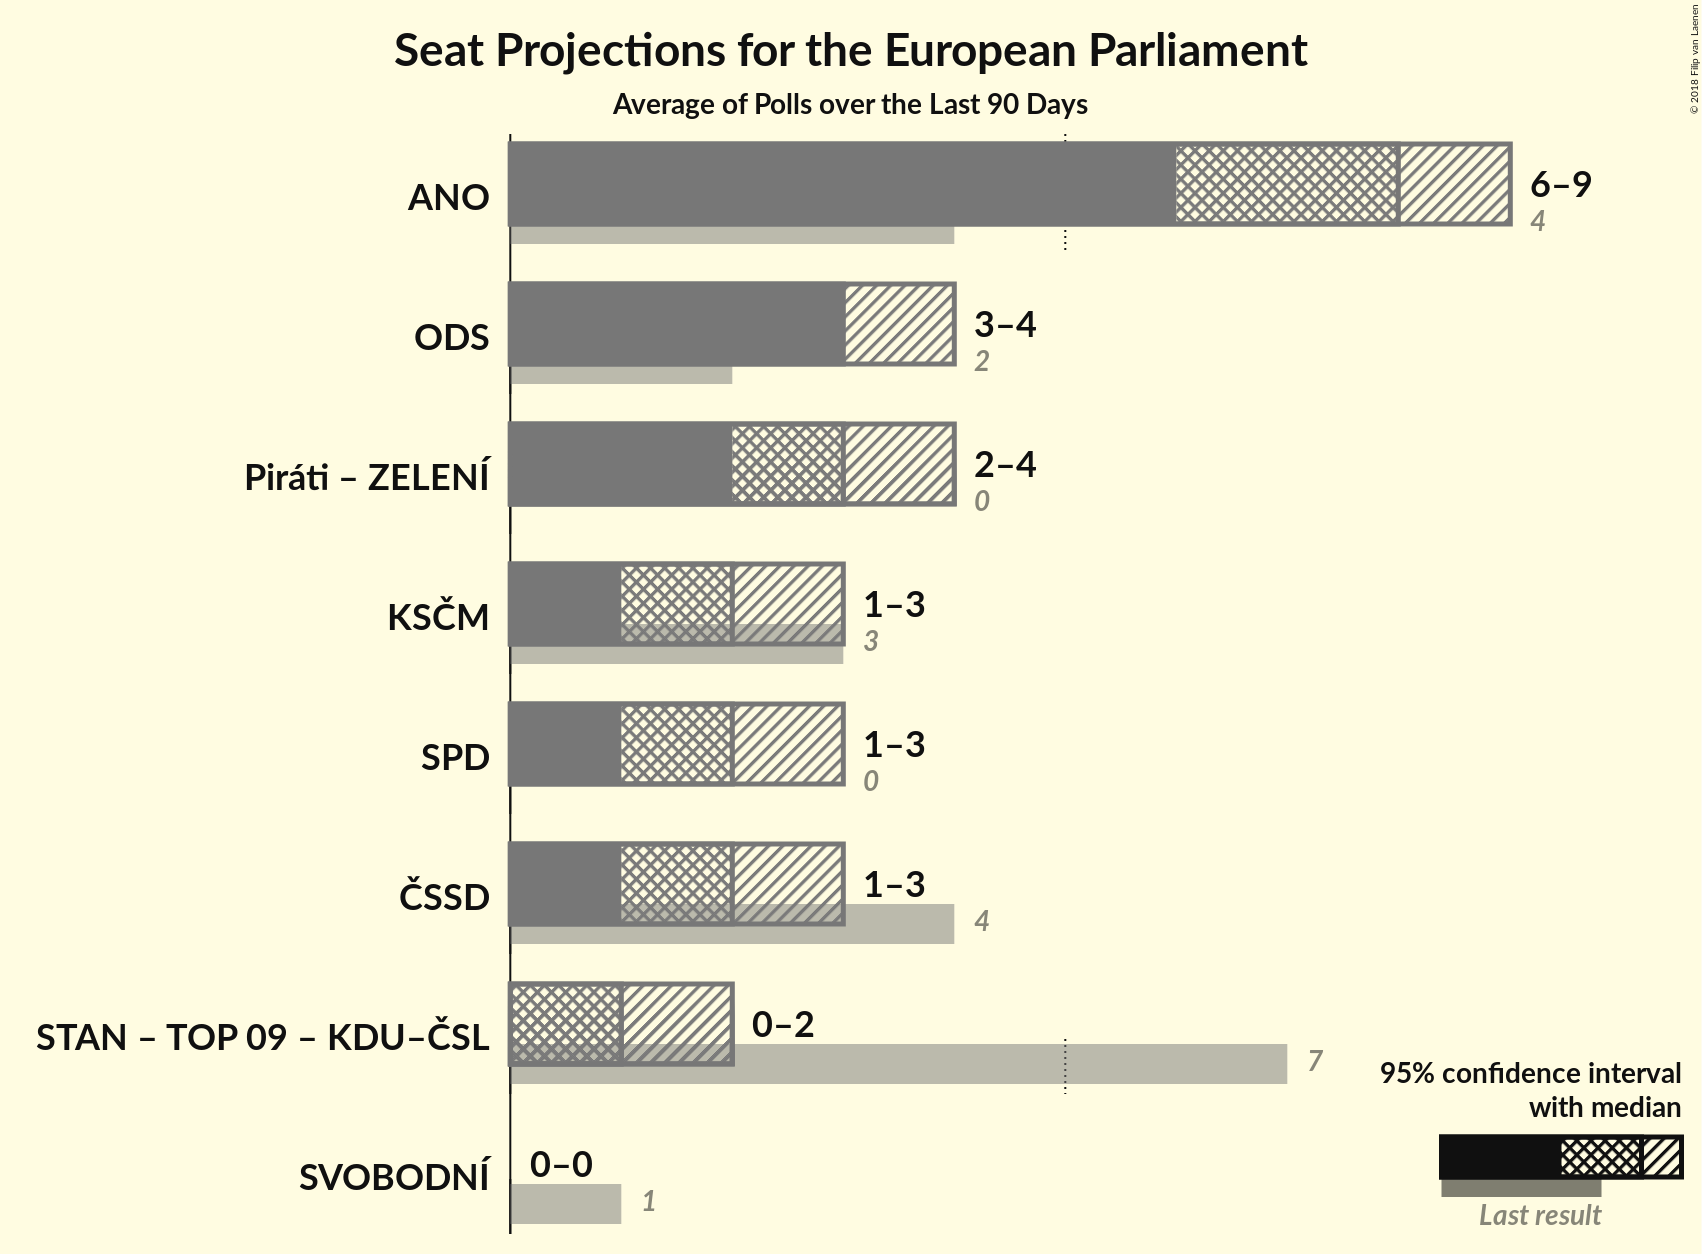 Seat Projections for the European Parliament
Average of Polls over the Last 90 Days
© 2018 Filip van Laenen
ANO
6–9
4
ODS
3–4
2
Piráti – ZELENÍ
2–4
0
KSČM
1–3
3
SPD
1–3
0
ČSSD
1–3
4
STAN – TOP 09 – KDU–ČSL
0–2
7
SVOBODNÍ
0–0
1
95% confidence interval
with median
Last result